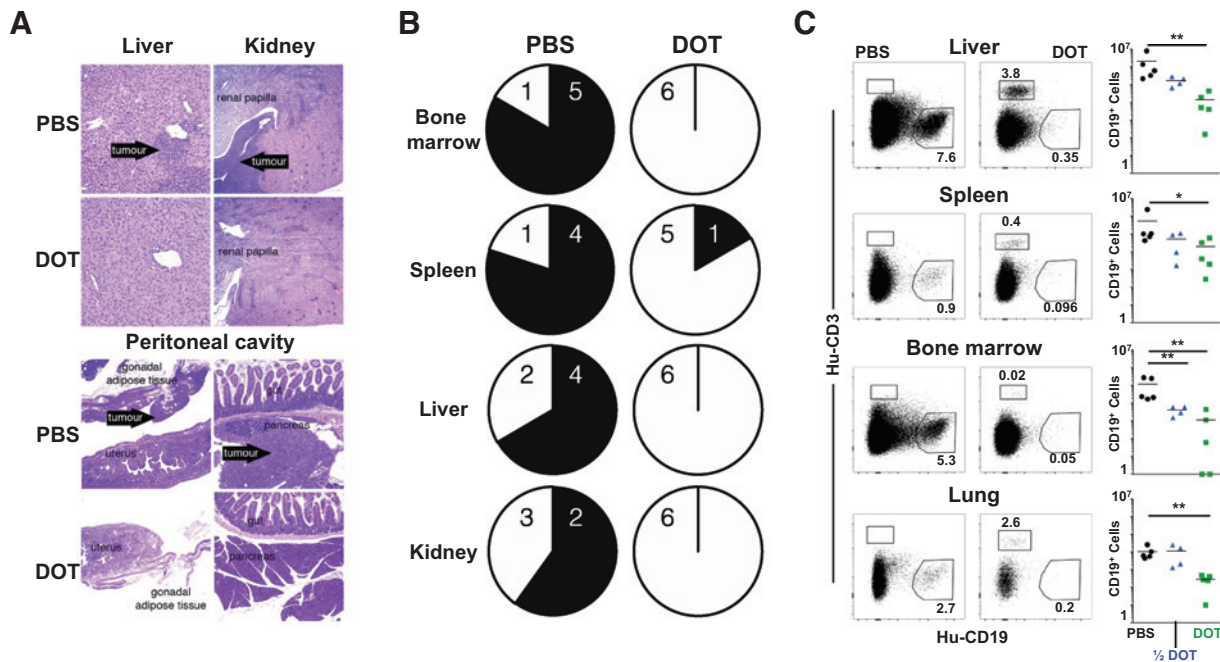 A
Liver
Kidney
PBS
tumour
renal papilla
tumour
DOT
renal papilla
Peritoneal cavity
PBS
gonadal
adipose tissue
tumour
uterus
gut
pancreas
tumour
DOT
uterus
gonadal
adipose tissue
gut
pancreas
B
PBS
DOT
Bone
marrow
1
5
6
Spleen
1
4
5
1
Liver
2
4
6
Kidney
3
2
6
C
PBS
Liver
DOT
3.8
7.6
0.35
10⁷
CD19⁺ Cells
1
**
Spleen
0.4
0.9
0.096
10⁷
CD19⁺ Cells
1
*
Bone marrow
0.02
5.3
0.05
10⁷
CD19⁺ Cells
1
**
**
Lung
2.6
2.7
0.2
10⁷
CD19⁺ Cells
1
**
Hu-CD3
Hu-CD19
PBS
DOT
½ DOT